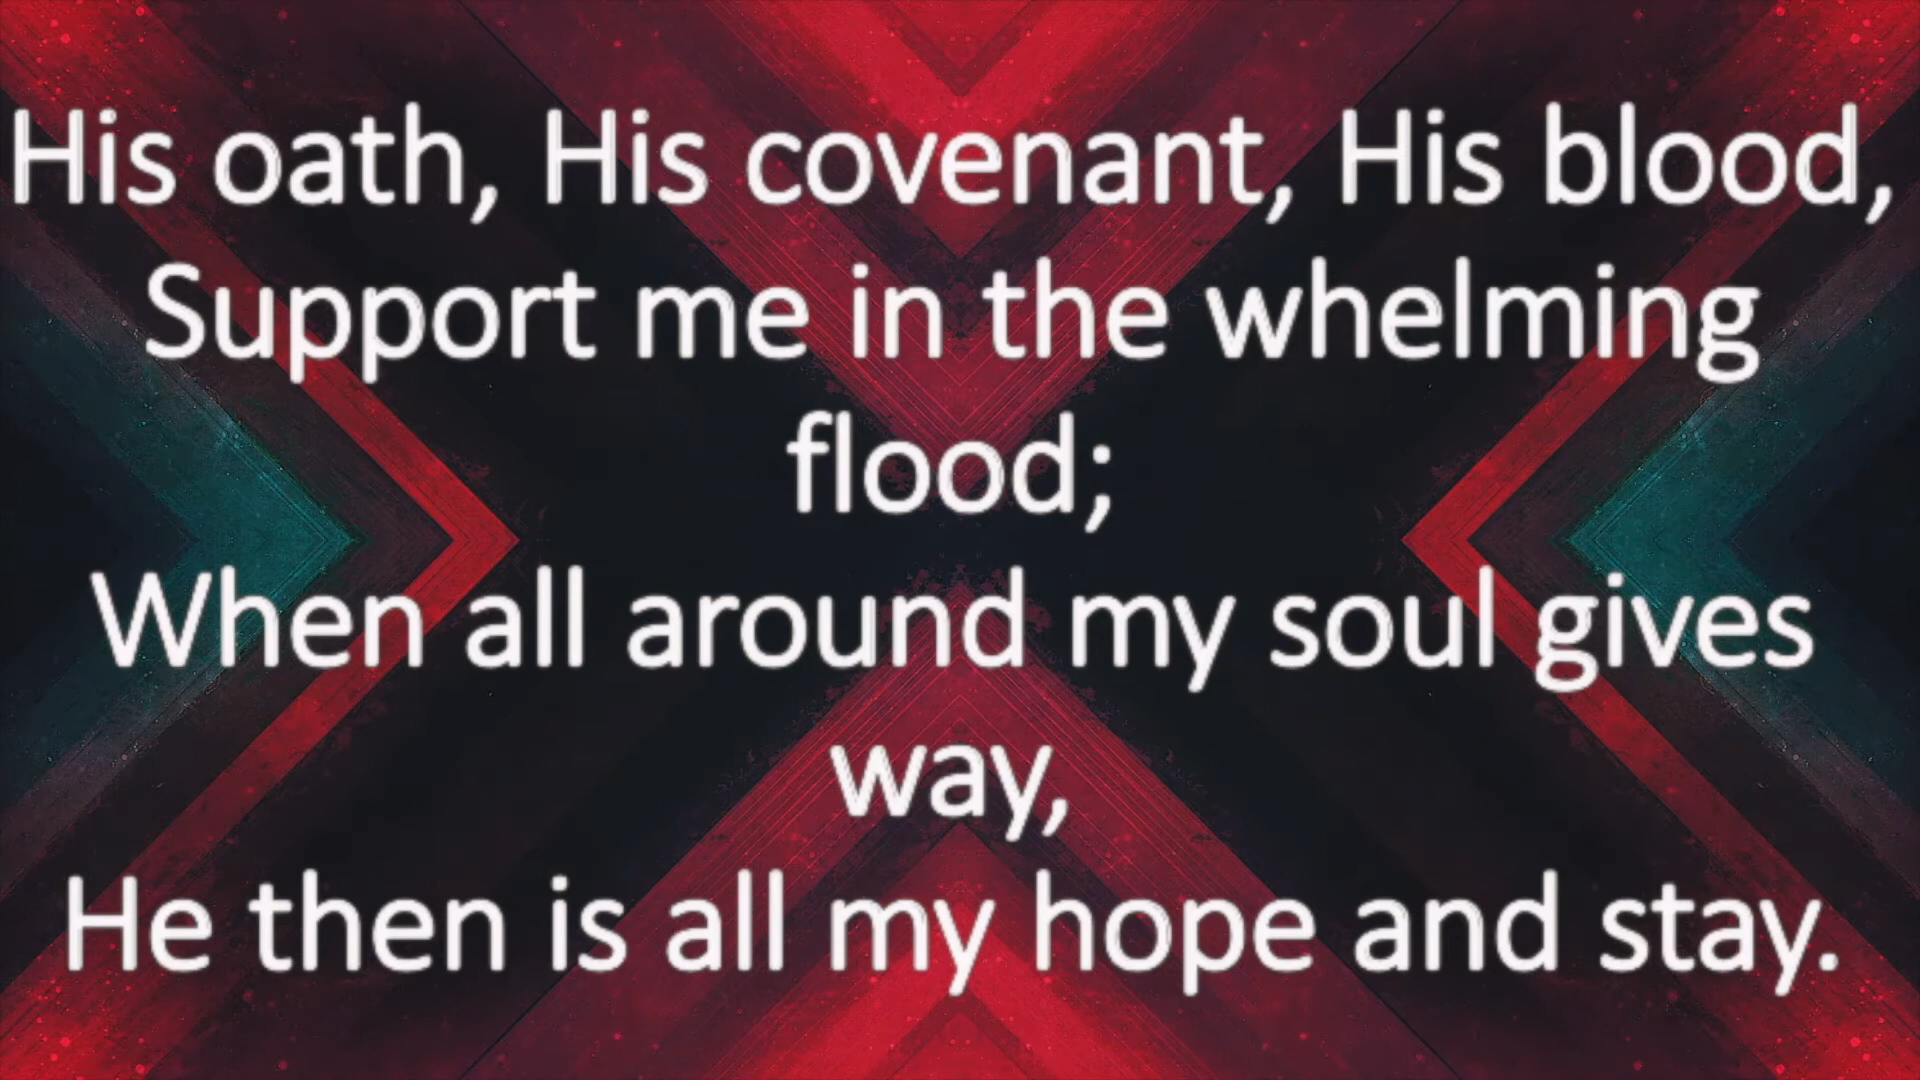 His oath, His covenant, His blood,
Support me in the whelming
flood;
When all around my soul gives
way,
He then is all my hope and stay.